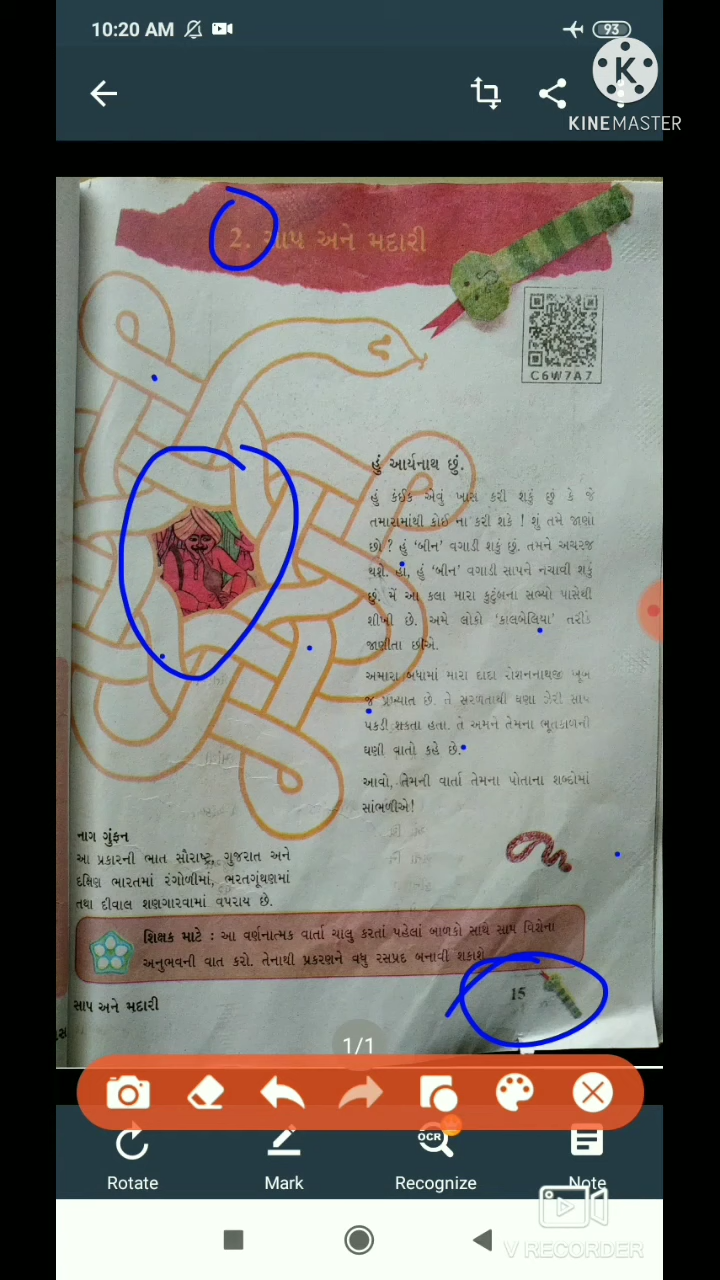 10:20 AM
93
K
KINEMASTER
2. સાપ અને મદારી
C6W7A7
હું આર્યનાથ છું.
હું કંઈક એવું ખાસ કરી શકું છું કે જે
તમારામાંથી કોઈ ના કરી શકે ! શું તમે જાણો
છો ? હું ‘બીન’ વગાડી શકું છું. તમને અચરજ
થશે. હા, હું ‘બીન’ વગાડી સાપને નચાવી શકું
છું. મેં આ કલા મારા કુટુંબના સભ્યો પાસેથી
શીખી છે. અમે લોકો ‘કાલબેલિયા’ તરીકે
જાણીતા છીએ.
અમારા બધામાં મારા દાદા રોશનનાથજી ખૂબ
જ પ્રખ્યાત છે. તે સરળતાથી ઘણા ઝેરી સાપ
પકડી શકતા હતા. તે અમને તેમના ભૂતકાળની
ઘણી વાતો કહે છે.
આવો, તેમની વાર્તા તેમના પોતાના શબ્દોમાં
સાંભળીએ!
નાગ ગુંફન
આ પ્રકારની ભાત સૌરાષ્ટ્ર, ગુજરાત અને
દક્ષિણ ભારતમાં રંગોળીમાં, ભરતગૂંથણમાં
તથા દીવાલ શણગારવામાં વપરાય છે.
શિક્ષક માટે : આ વર્ણનાત્મક વાર્તા ચાલુ કરતાં પહેલાં બાળકો સાથે સાપ વિશેના
અનુભવની વાત કરો. તેનાથી પ્રકરણને વધુ રસપ્રદ બનાવી શકાશે.
સાપ અને મદારી
15
1/1
OCR
Rotate
Mark
Recognize
Note
V RECORDER